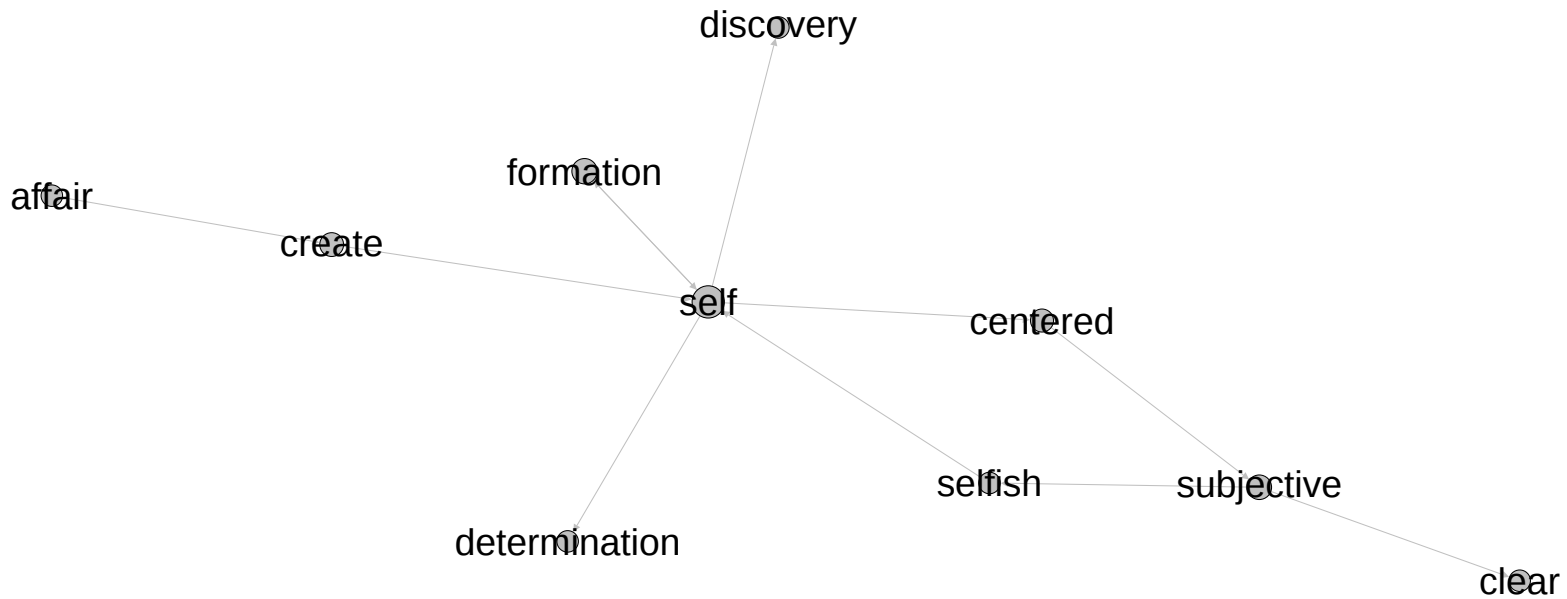 discovery
formation
affair
create
self
centered
selfish
subjective
determination
clear